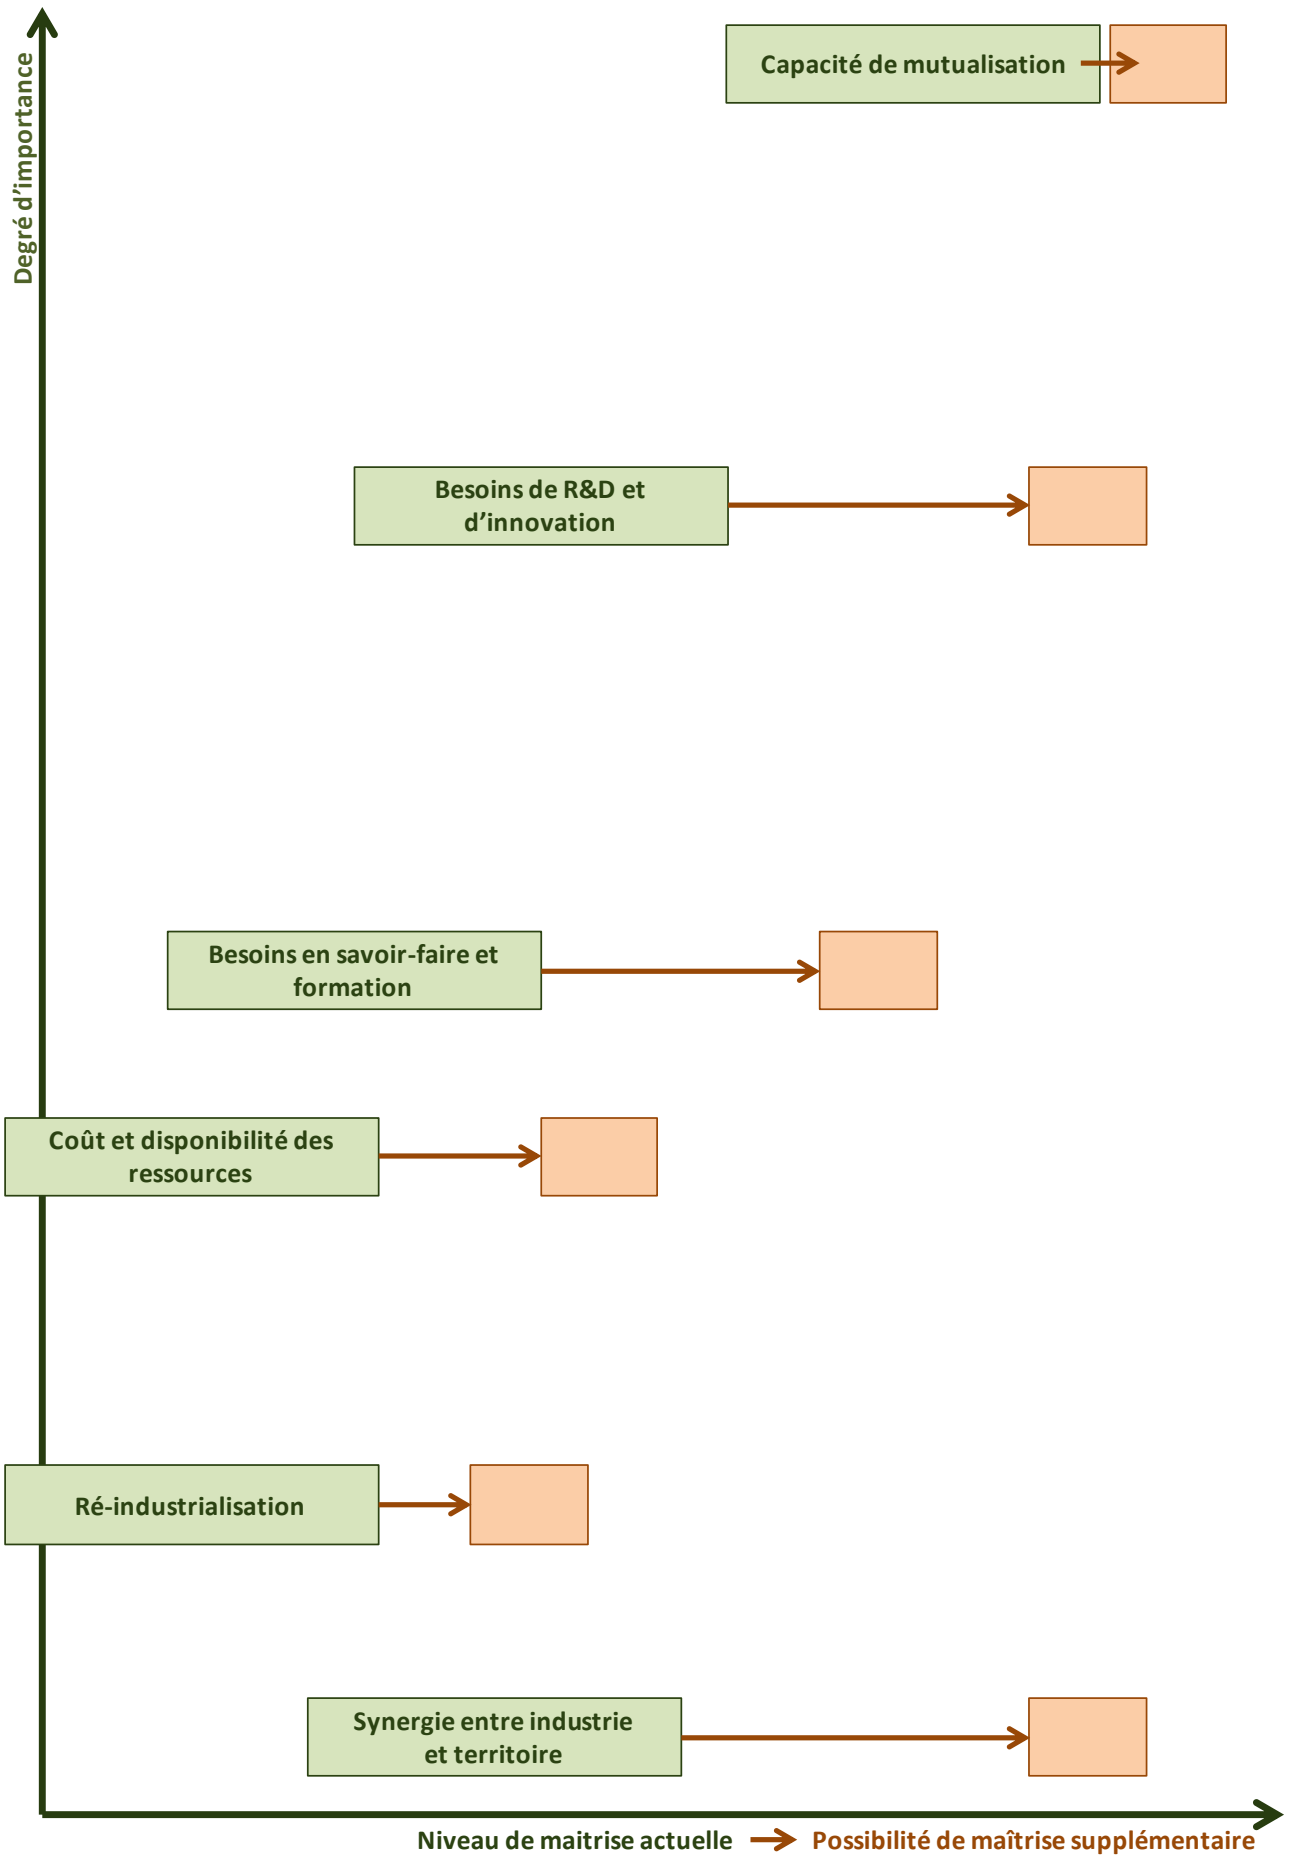 Degré d'importance
Capacité de mutualisation
Besoins de R&D et
d'innovation
Besoins en savoir-faire et
formation
Coût et disponibilité des
ressources
Ré-industrialisation
Synergie entre industrie
et territoire
Niveau de maitrise actuelle
Possibilité de maîtrise supplémentaire